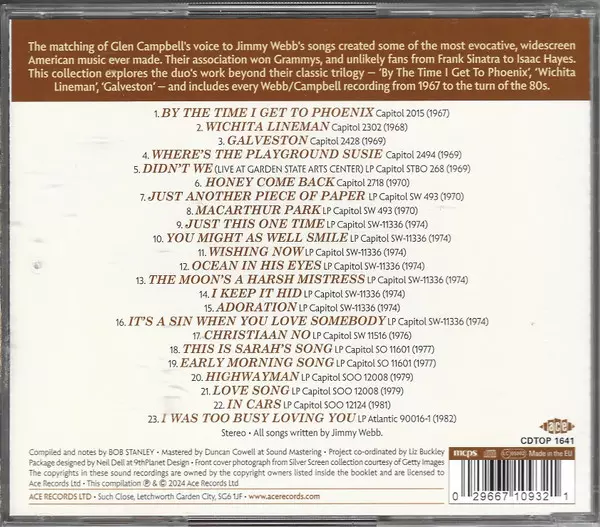 The matching of Glen Campbell's voice to Jimmy Webb's songs created some of the most evocative, widescreen
American music ever made. Their association won Grammys, and unlikely fans from Frank Sinatra to Isaac Hayes.
This collection explores the duo's work beyond their classic trilogy – 'By The Time I Get To Phoenix', 'Wichita
Lineman', 'Galveston' – and includes every Webb/Campbell recording from 1967 to the turn of the 80s.
1. BY THE TIME I GET TO PHOENIX Capitol 2015 (1967)
2. WICHITA LINEMAN Capitol 2302 (1968)
3. GALVESTON Capitol 2428 (1969)
4. WHERE'S THE PLAYGROUND SUSIE Capitol 2494 (1969)
5. DIDN'T WE (LIVE AT GARDEN STATE ARTS CENTER) LP Capitol STBO 268 (1969)
6. HONEY COME BACK Capitol 2718 (1970)
7. JUST ANOTHER PIECE OF PAPER LP Capitol SW 493 (1970)
8. MACARTHUR PARK LP Capitol SW 493 (1970)
9. JUST THIS ONE TIME LP Capitol SW-11336 (1974)
10. YOU MIGHT AS WELL SMILE LP Capitol SW-11336 (1974)
11. WISHING NOW LP Capitol SW-11336 (1974)
12. OCEAN IN HIS EYES LP Capitol SW-11336 (1974)
13. THE MOON'S A HARSH MISTRESS LP Capitol SW-11336 (1974)
14. I KEEP IT HID LP Capitol SW-11336 (1974)
15. ADORATION LP Capitol SW-11336 (1974)
16. IT'S A SIN WHEN YOU LOVE SOMEBODY LP Capitol SW-11336 (1974)
17. CHRISTIAAN NO LP Capitol SW 11516 (1976)
18. THIS IS SARAH'S SONG LP Capitol SO 11601 (1977)
19. EARLY MORNING SONG LP Capitol SO 11601 (1977)
20. HIGHWAYMAN LP Capitol SOO 12008 (1979)
21. LOVE SONG LP Capitol SOO 12008 (1979)
22. IN CARS LP Capitol SOO 12124 (1981)
23. I WAS TOO BUSY LOVING YOU LP Atlantic 90016-1 (1982)
Stereo • All songs written by Jimmy Webb.
ACE
CDTOP 1641
Compiled and notes by BOB STANLEY • Mastered by Duncan Cowell at Sound Mastering • Project co-ordinated by Liz Buckley
Package designed by Neil Dell at 9thPlanet Design • Front cover photograph from Silver Screen collection courtesy of Getty Images
The copyrights in these sound recordings are owned by the parties listed inside the booklet and are licensed to
Ace Records Ltd • This compilation ℗ & © 2024 Ace Records Ltd
ACE RECORDS LTD • Such Close, Letchworth Garden City, SG6 1JF • www.acerecords.com
mcps
Made in the EU
0 29667 10932 1